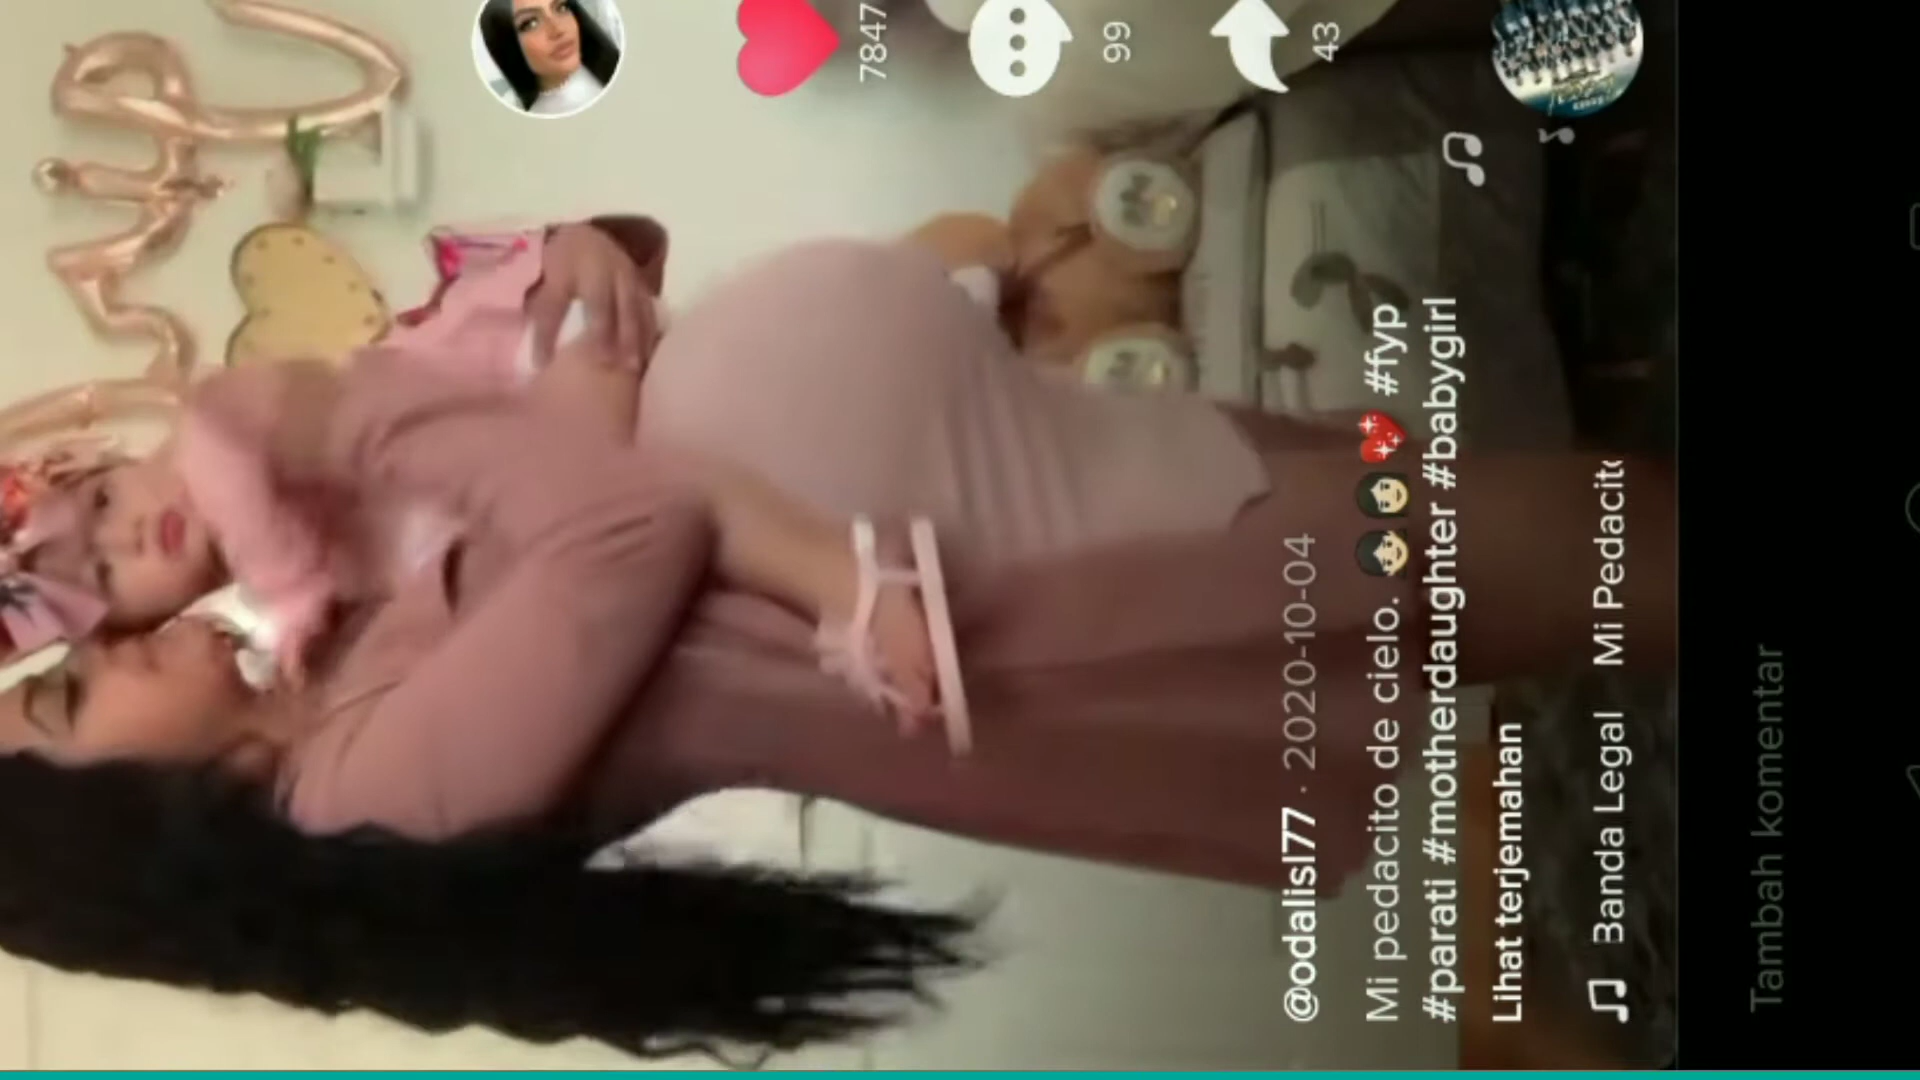 7847
99
43
@odalisl77 · 2020-10-04
Mi pedacito de cielo. 👩🏻👧🏻💖 #fyp
#parati #motherdaughter #babygirl
Lihat terjemahan
Banda Legal Mi Pedacito
Tambah komentar